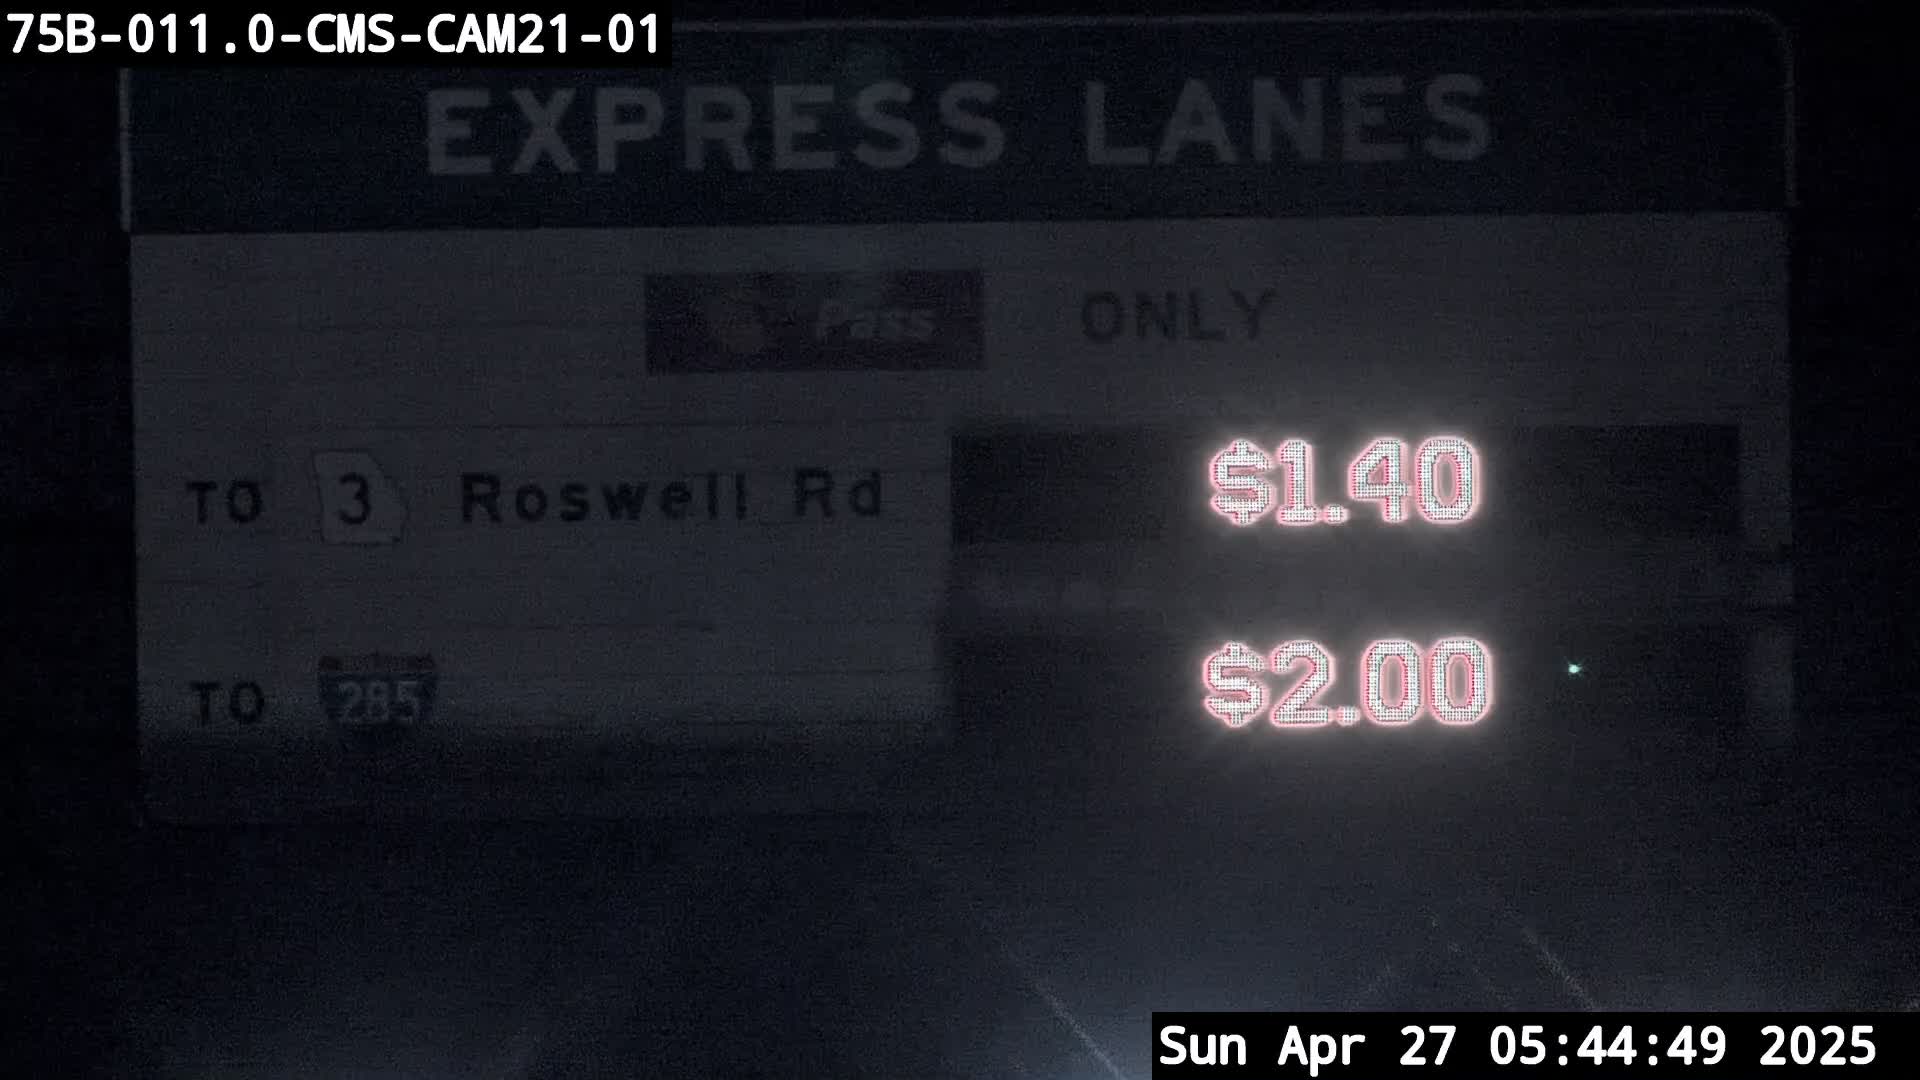 75B-011.0-CMS-CAM21-01
EXPRESS LANES
Pass ONLY
TO 3 Roswell Rd $1.40
TO 285 $2.00
Sun Apr 27 05:44:49 2025